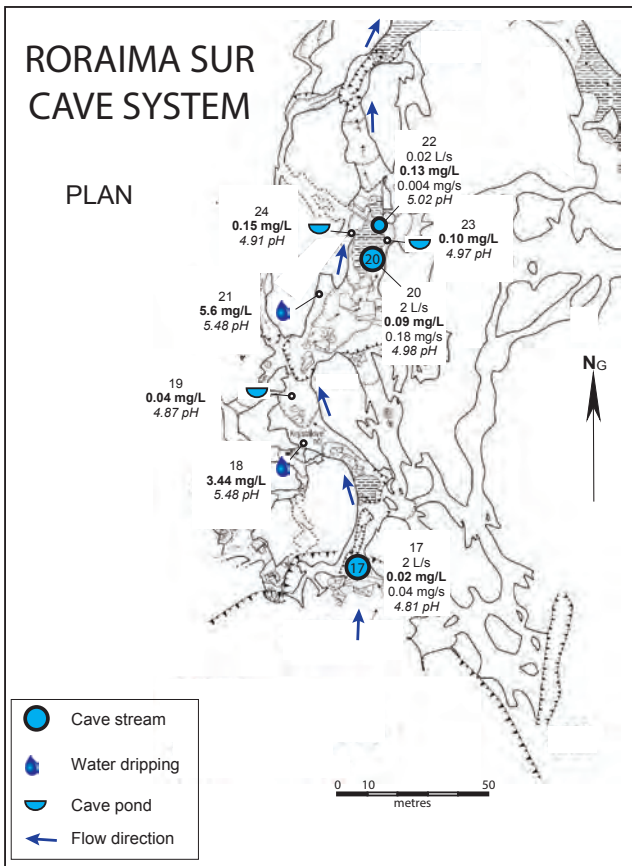 RORAIMA SUR
CAVE SYSTEM
PLAN
22
0.02 L/s
0.13 mg/L
0.004 mg/s
5.02 pH
24
0.15 mg/L
4.91 pH
23
0.10 mg/L
4.97 pH
20
20
2 L/s
0.09 mg/L
0.18 mg/s
4.98 pH
21
5.6 mg/L
5.48 pH
19
0.04 mg/L
4.87 pH
NG
18
3.44 mg/L
5.48 pH
17
17
2 L/s
0.02 mg/L
0.04 mg/s
4.81 pH
Cave stream
Water dripping
Cave pond
Flow direction
0 10 50
metres